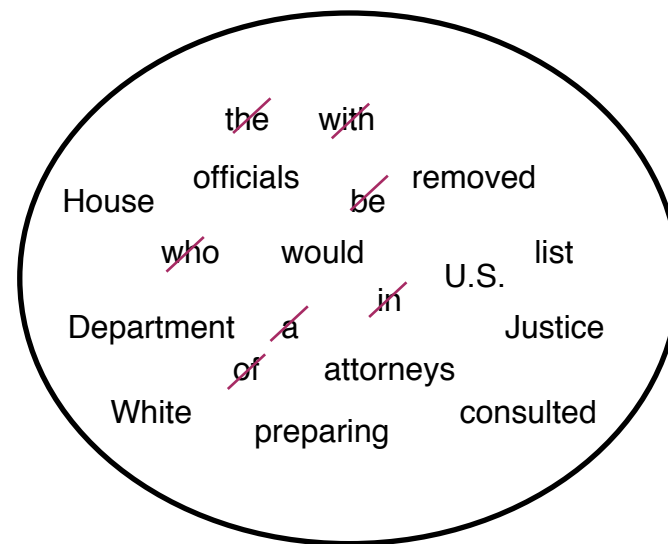 the with
officials removed
House be
who would list
U.S.
in
Department a Justice
of attorneys
White consulted
preparing